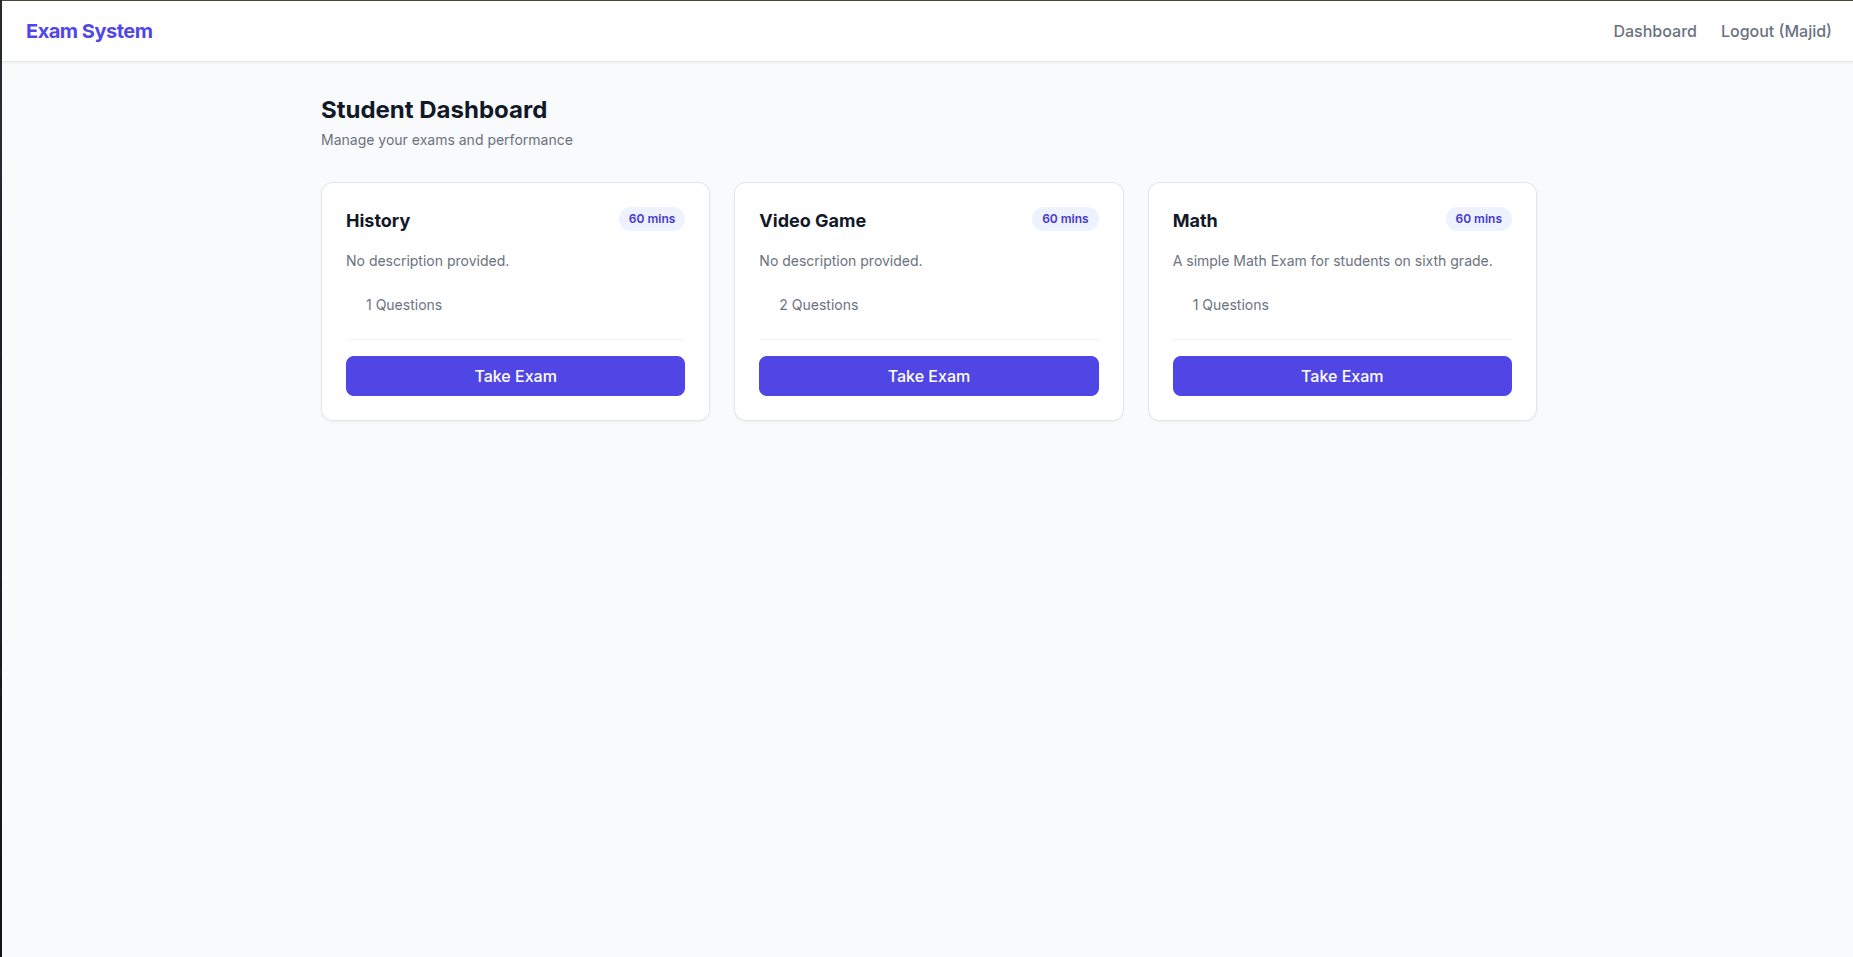 Exam System
Dashboard
Logout (Majid)
Student Dashboard
Manage your exams and performance
History
60 mins
No description provided.
1 Questions
Take Exam
Video Game
60 mins
No description provided.
2 Questions
Take Exam
Math
60 mins
A simple Math Exam for students on sixth grade.
1 Questions
Take Exam